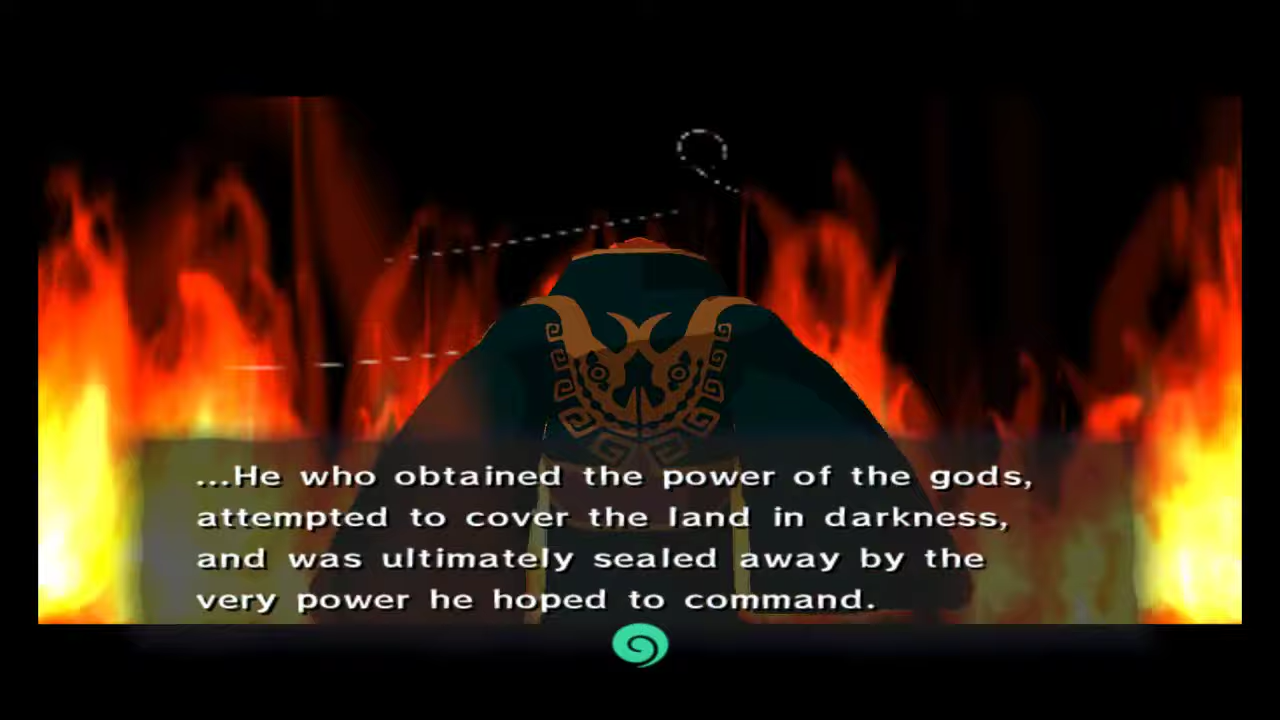 ...He who obtained the power of the gods,
attempted to cover the land in darkness,
and was ultimately sealed away by the
very power he hoped to command.